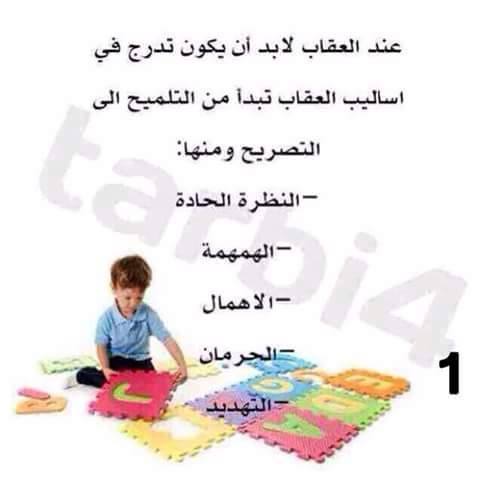 عند العقاب لابد أن يكون تدرج في
اساليب العقاب تبدأ من التلميح الى
التصريح ومنها:
-النظرة الحادة
-الهمهمة
-الاهمال
-الحرمان
-التهديد
1
tarbi4